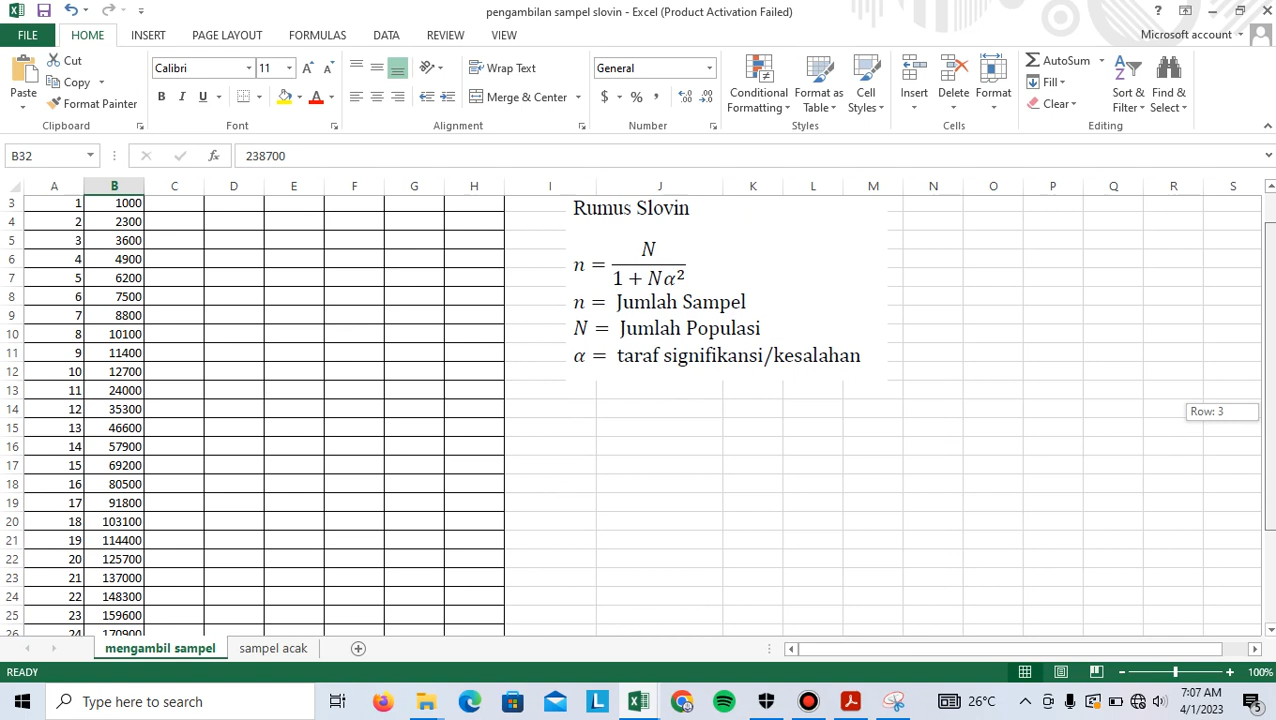 pengambilan sampel slovin - Excel (Product Activation Failed)
FILE HOME INSERT PAGE LAYOUT FORMULAS DATA REVIEW VIEW
Microsoft account
Paste
Cut
Copy
Format Painter
Clipboard
Calibri 11
B I U
Font
Wrap Text
Merge & Center
Alignment
General
$ % ,
Number
Conditional Formatting
Format as Table
Cell Styles
Styles
Insert
Delete
Format
Cells
AutoSum
Fill
Clear
Sort & Filter
Find & Select
Editing
B32 fx 238700
A B C D E F G H I J K L M N O P Q R S
3 1 1000
4 2 2300
5 3 3600
6 4 4900
7 5 6200
8 6 7500
9 7 8800
10 8 10100
11 9 11400
12 10 12700
13 11 24000
14 12 35300
15 13 46600
16 14 57900
17 15 69200
18 16 80500
19 17 91800
20 18 103100
21 19 114400
22 20 125700
23 21 137000
24 22 148300
25 23 159600
26 24 170900
Rumus Slovin
n = N / 1 + Nα²
n = Jumlah Sampel
N = Jumlah Populasi
α = taraf signifikansi/kesalahan
Row: 3
mengambil sampel
sampel acak
READY
100%
Type here to search
26°C
7:07 AM
4/1/2023
5